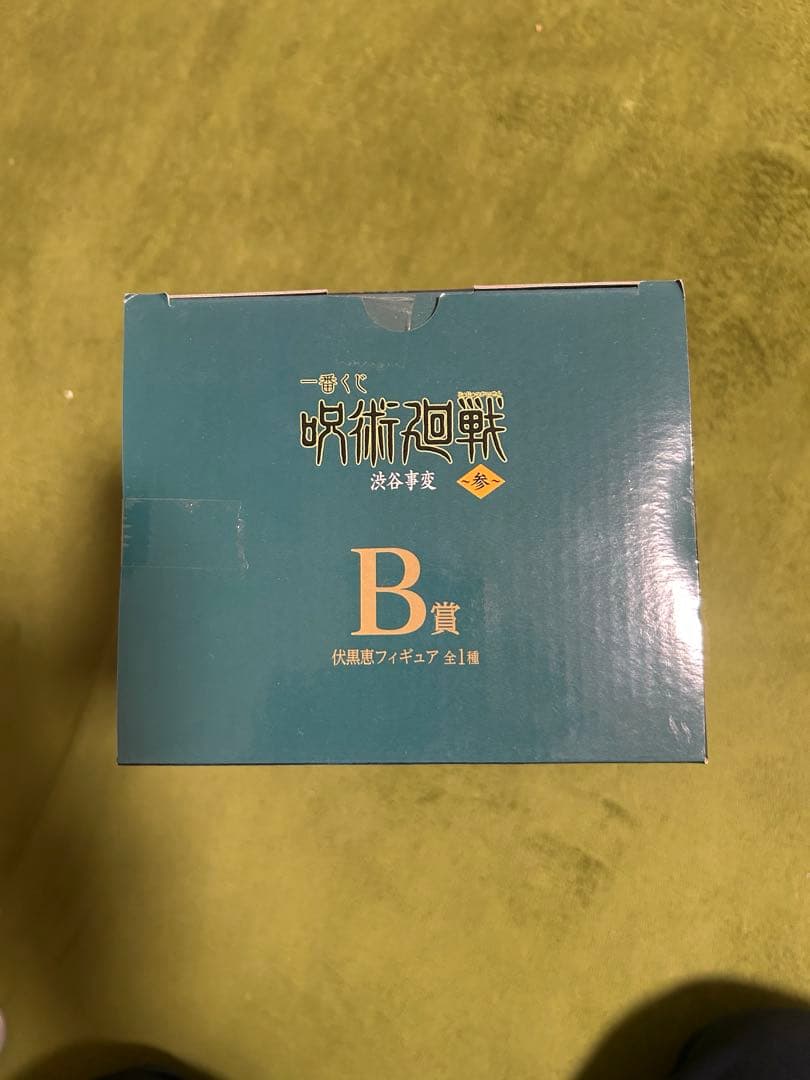 一番くじ
呪術廻戦
渋谷事変 ~参~
B賞
伏黒恵フィギュア 全1種